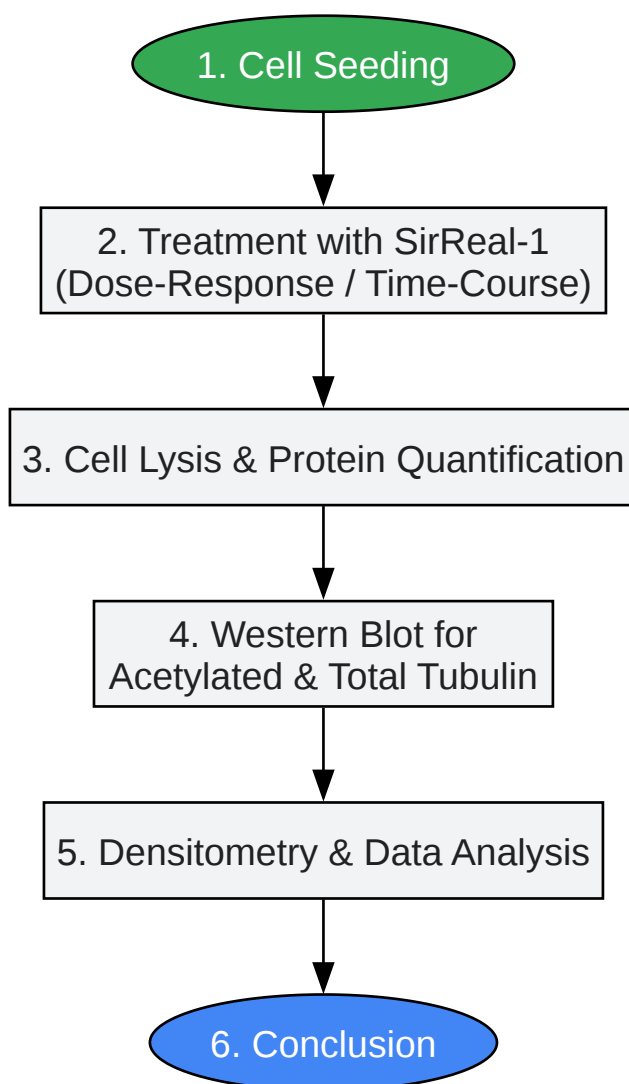 1. Cell Seeding
2. Treatment with SirReal-1
(Dose-Response / Time-Course)
3. Cell Lysis & Protein Quantification
4. Western Blot for
Acetylated & Total Tubulin
5. Densitometry & Data Analysis
6. Conclusion